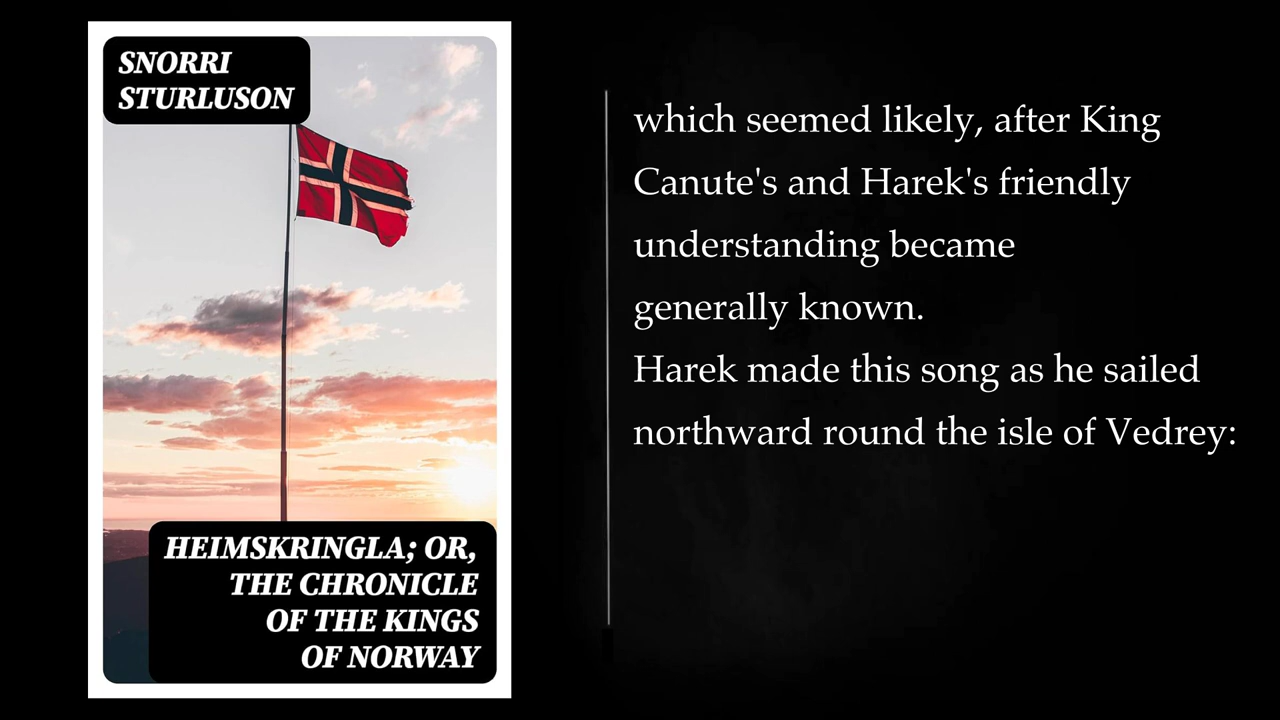 SNORRI
STURLUSON
HEIMSKRINGLA; OR,
THE CHRONICLE
OF THE KINGS
OF NORWAY
which seemed likely, after King
Canute's and Harek's friendly
understanding became
generally known.
Harek made this song as he sailed
northward round the isle of Vedrey: